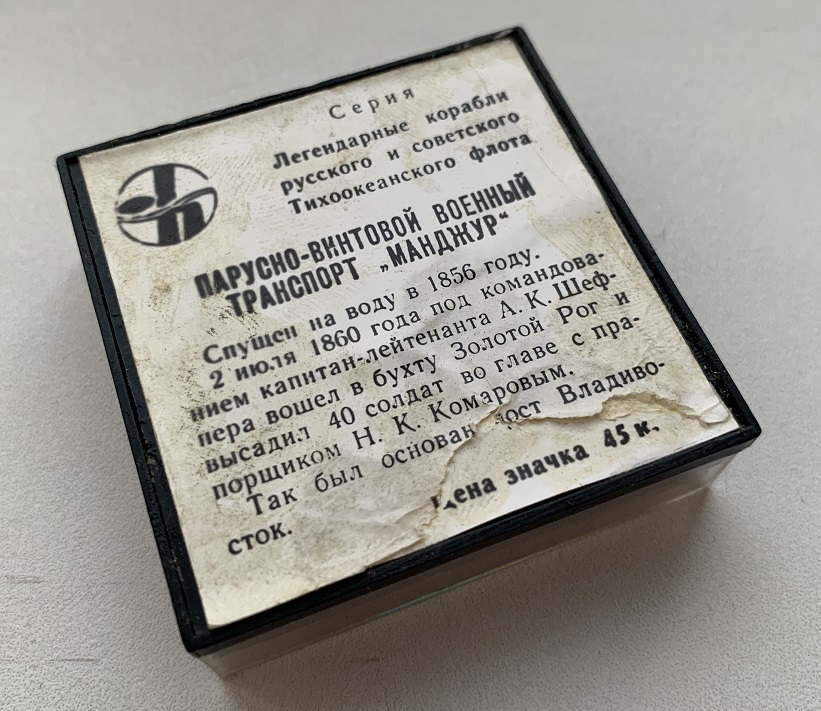 Серия
Легендарные корабли
русского и советского
Тихоокеанского флота
ПАРУСНО-ВИНТОВОЙ ВОЕННЫЙ
ТРАНСПОРТ „МАНДЖУР“
Спущен на воду в 1856 году.
2 июля 1860 года под командова-
нием капитан-лейтенанта А. К. Шеф-
нера вошел в бухту Золотой Рог и
высадил 40 солдат во главе с пра-
порщиком Н. К. Комаровым.
Так был основан пост Владиво-
сток.
Цена значка 45 к.